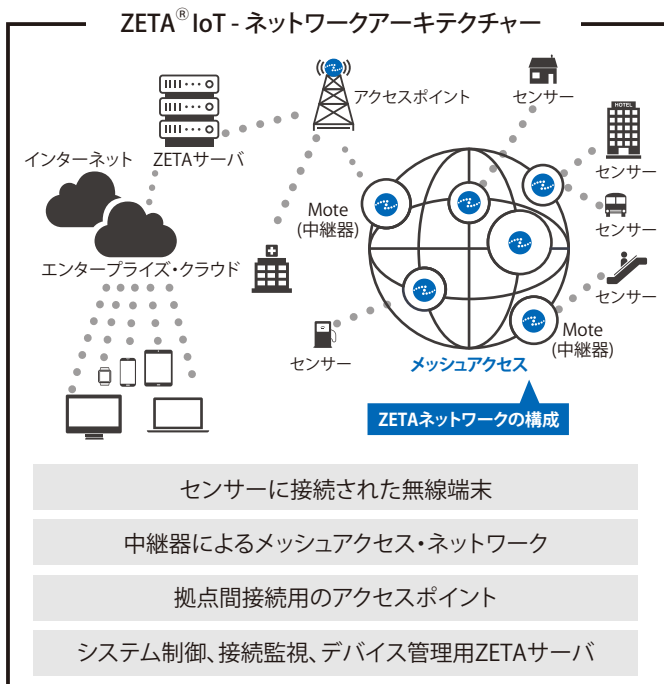 ZETA® IoT - ネットワークアーキテクチャー
アクセスポイント
センサー
HOTEL
インターネット
ZETAサーバ
センサー
Mote
(中継器)
センサー
エンタープライズ・クラウド
センサー
センサー
Mote
(中継器)
メッシュアクセス
ZETAネットワークの構成
センサーに接続された無線端末
中継器によるメッシュアクセス・ネットワーク
拠点間接続用のアクセスポイント
システム制御、接続監視、デバイス管理用ZETAサーバ